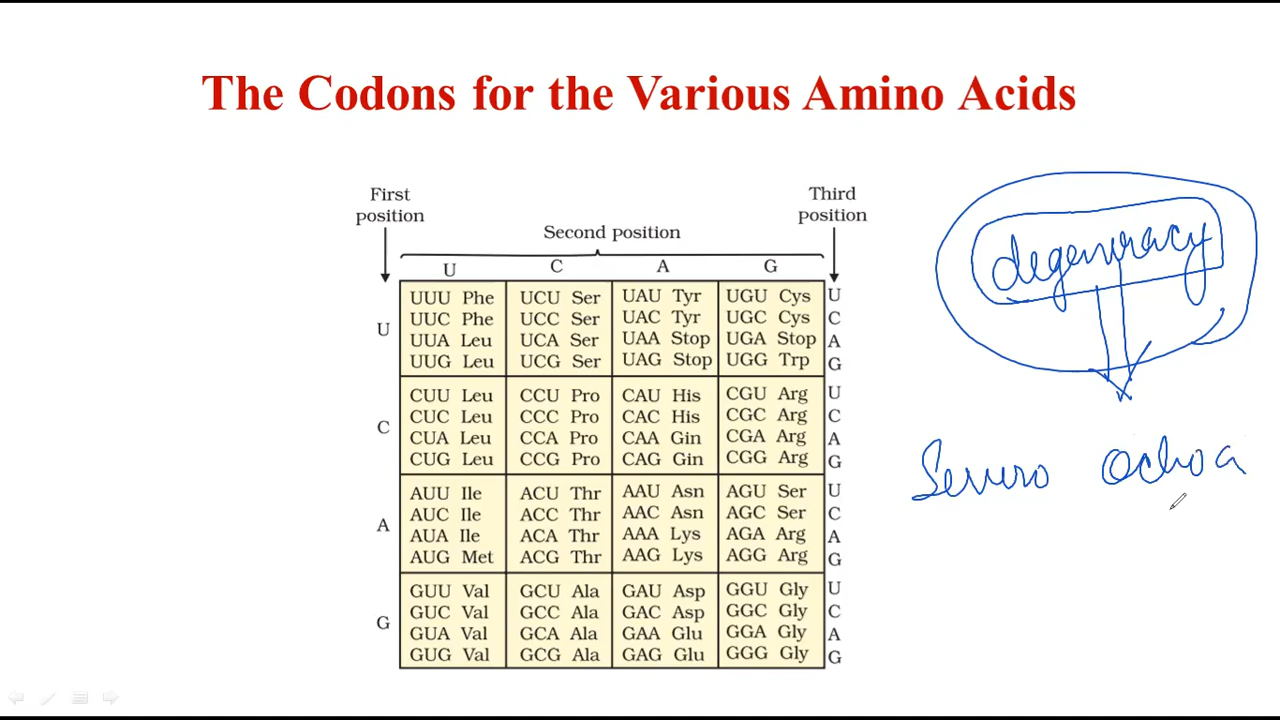 The Codons for the Various Amino Acids
First position
Third position
Second position
U C A G
U
UUU Phe UCU Ser UAU Tyr UGU Cys U
UUC Phe UCC Ser UAC Tyr UGC Cys C
UUA Leu UCA Ser UAA Stop UGA Stop A
UUG Leu UCG Ser UAG Stop UGG Trp G
C
CUU Leu CCU Pro CAU His CGU Arg U
CUC Leu CCC Pro CAC His CGC Arg C
CUA Leu CCA Pro CAA Gin CGA Arg A
CUG Leu CCG Pro CAG Gin CGG Arg G
A
AUU Ile ACU Thr AAU Asn AGU Ser U
AUC Ile ACC Thr AAC Asn AGC Ser C
AUA Ile ACA Thr AAA Lys AGA Arg A
AUG Met ACG Thr AAG Lys AGG Arg G
G
GUU Val GCU Ala GAU Asp GGU Gly U
GUC Val GCC Ala GAC Asp GGC Gly C
GUA Val GCA Ala GAA Glu GGA Gly A
GUG Val GCG Ala GAG Glu GGG Gly G
degeneracy
Severo Ochoa